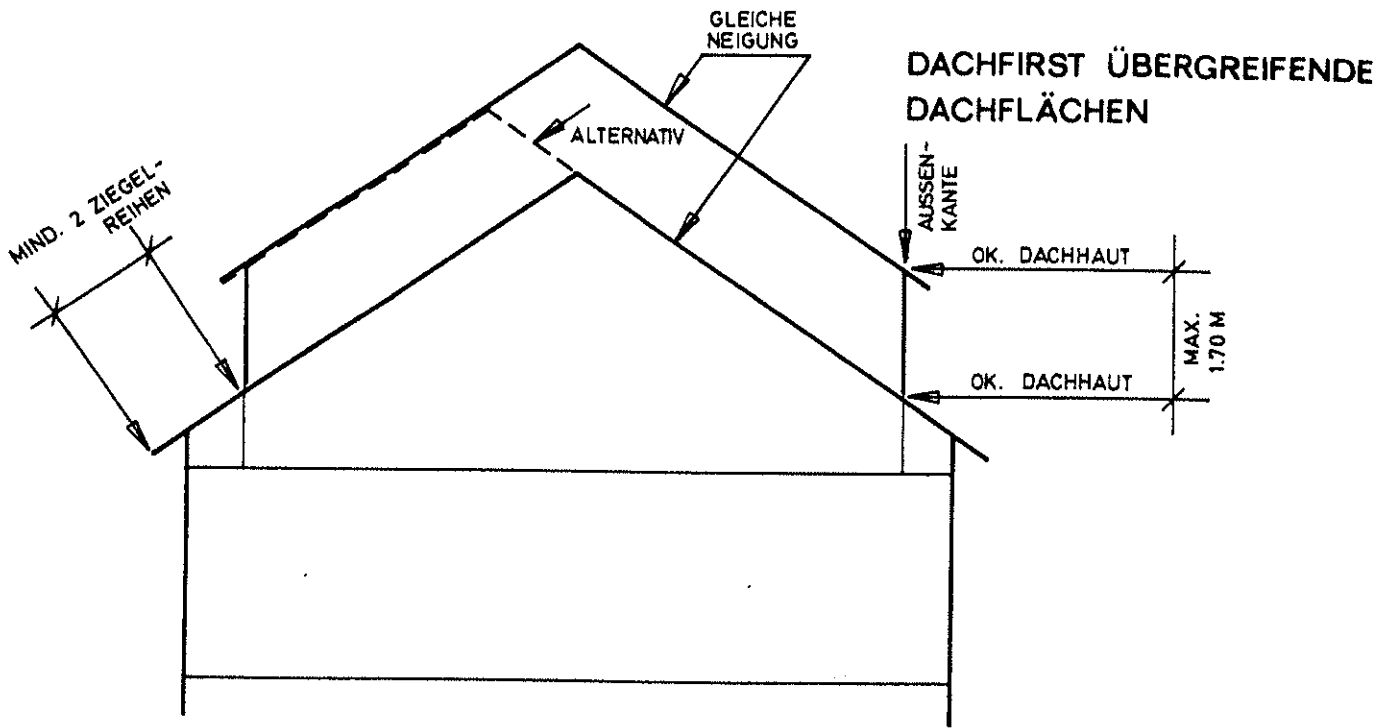 GLEICHE
NEIGUNG
DACHFIRST ÜBERGREIFENDE
DACHFLÄCHEN
ALTERNATIV
MIND. 2 ZIEGEL-
REIHEN
AUSSEN-
KANTE
OK. DACHHAUT
MAX.
1.70 M
OK. DACHHAUT